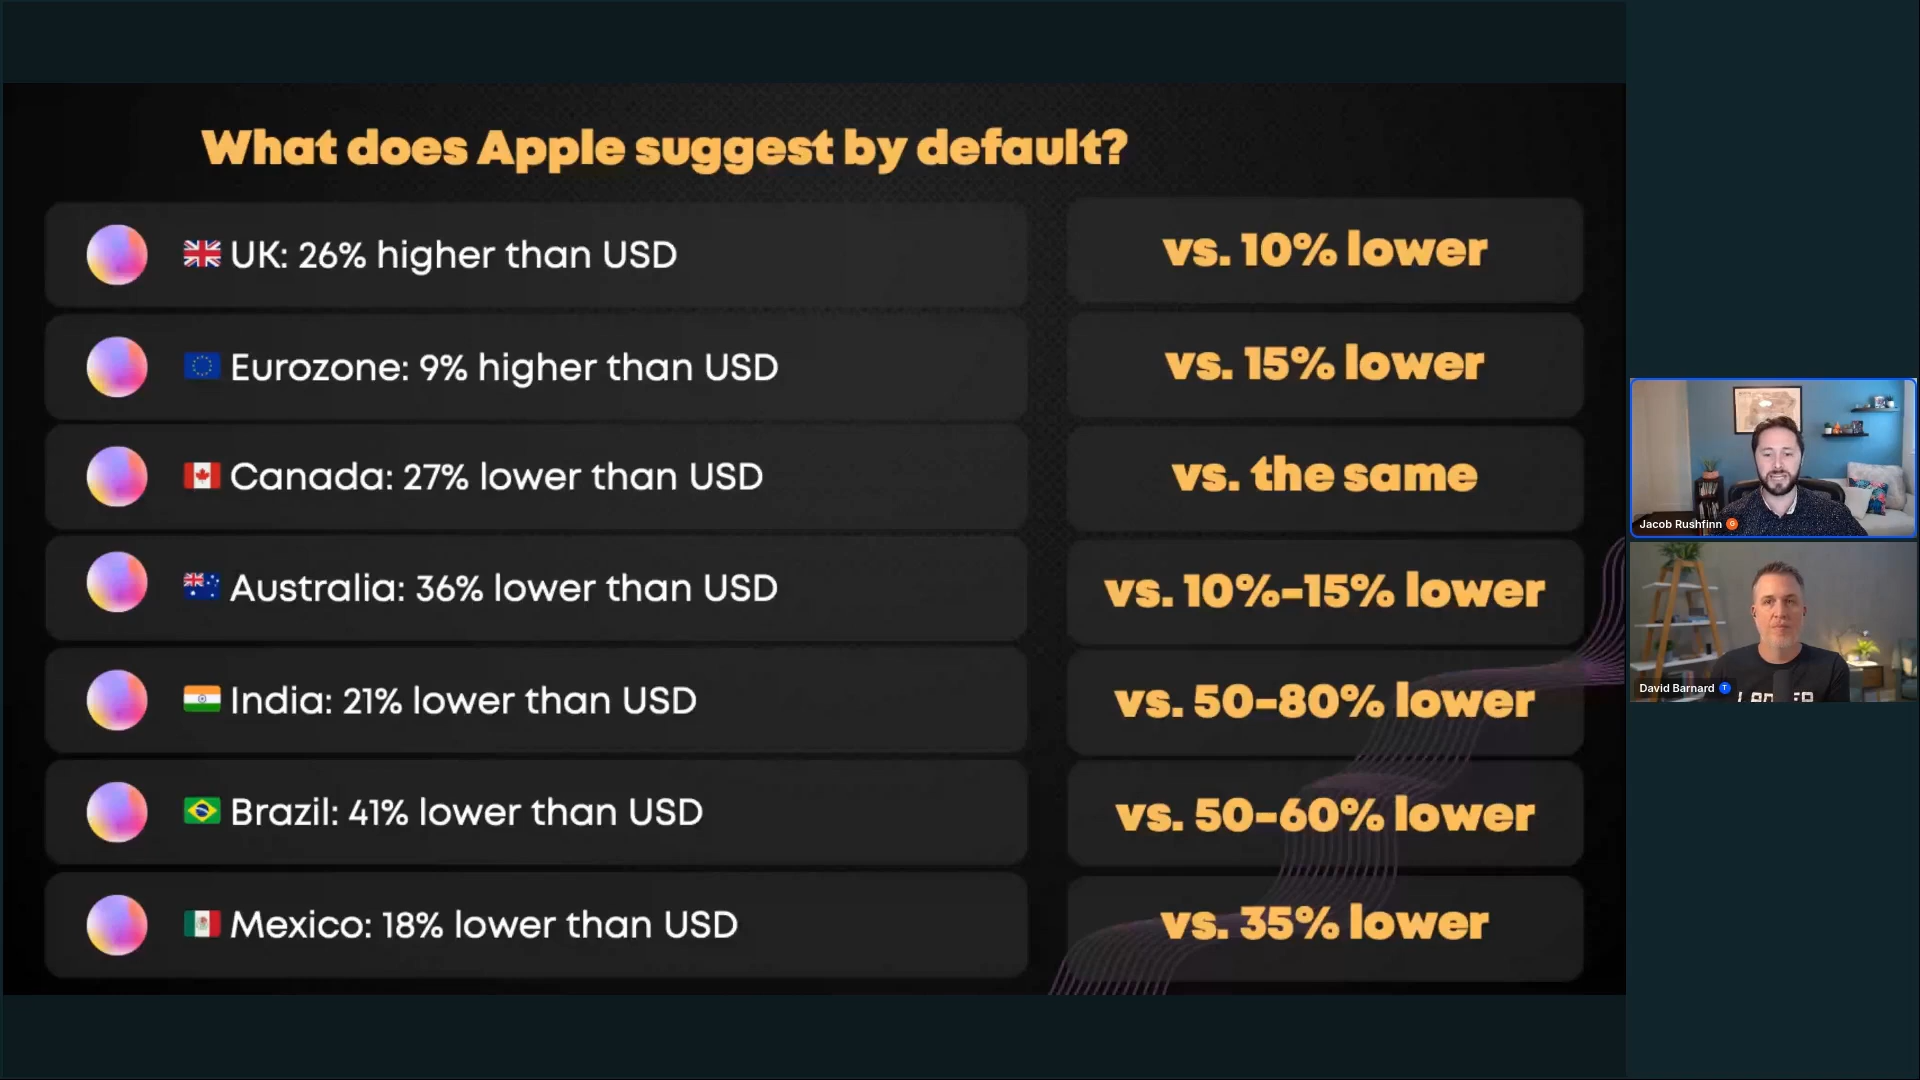 What does Apple suggest by default?
UK: 26% higher than USD
vs. 10% lower
Eurozone: 9% higher than USD
vs. 15% lower
Canada: 27% lower than USD
vs. the same
Australia: 36% lower than USD
vs. 10%-15% lower
India: 21% lower than USD
vs. 50-80% lower
Brazil: 41% lower than USD
vs. 50-60% lower
Mexico: 18% lower than USD
vs. 35% lower
Jacob Rushfinn G
David Barnard T